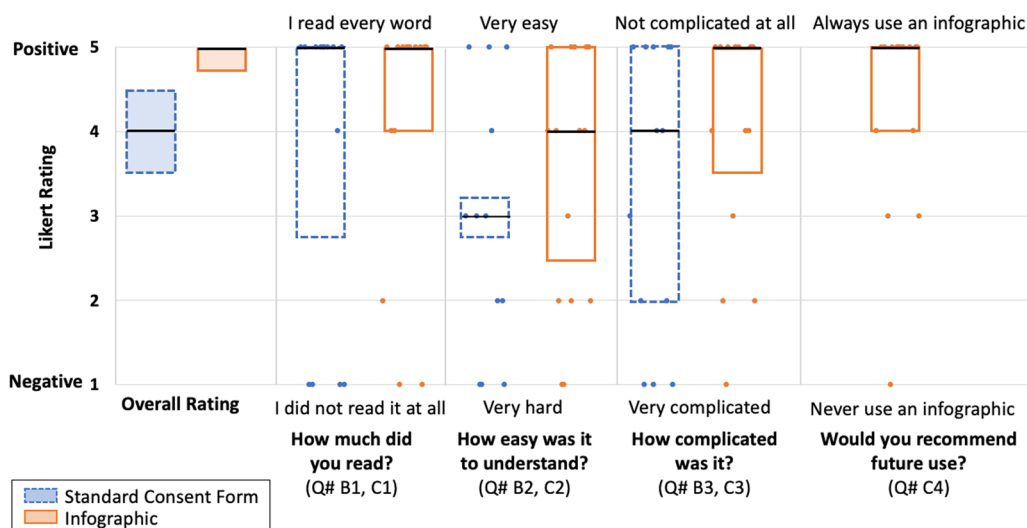 I read every word
Very easy
Not complicated at all
Always use an infographic
Positive 5
4
3
2
Negative 1
Likert Rating
Overall Rating
I did not read it at all
Very hard
Very complicated
Never use an infographic
How much did
you read?
(Q# B1, C1)
How easy was it
to understand?
(Q# B2, C2)
How complicated
was it?
(Q# B3, C3)
Would you recommend
future use?
(Q# C4)
Standard Consent Form
Infographic